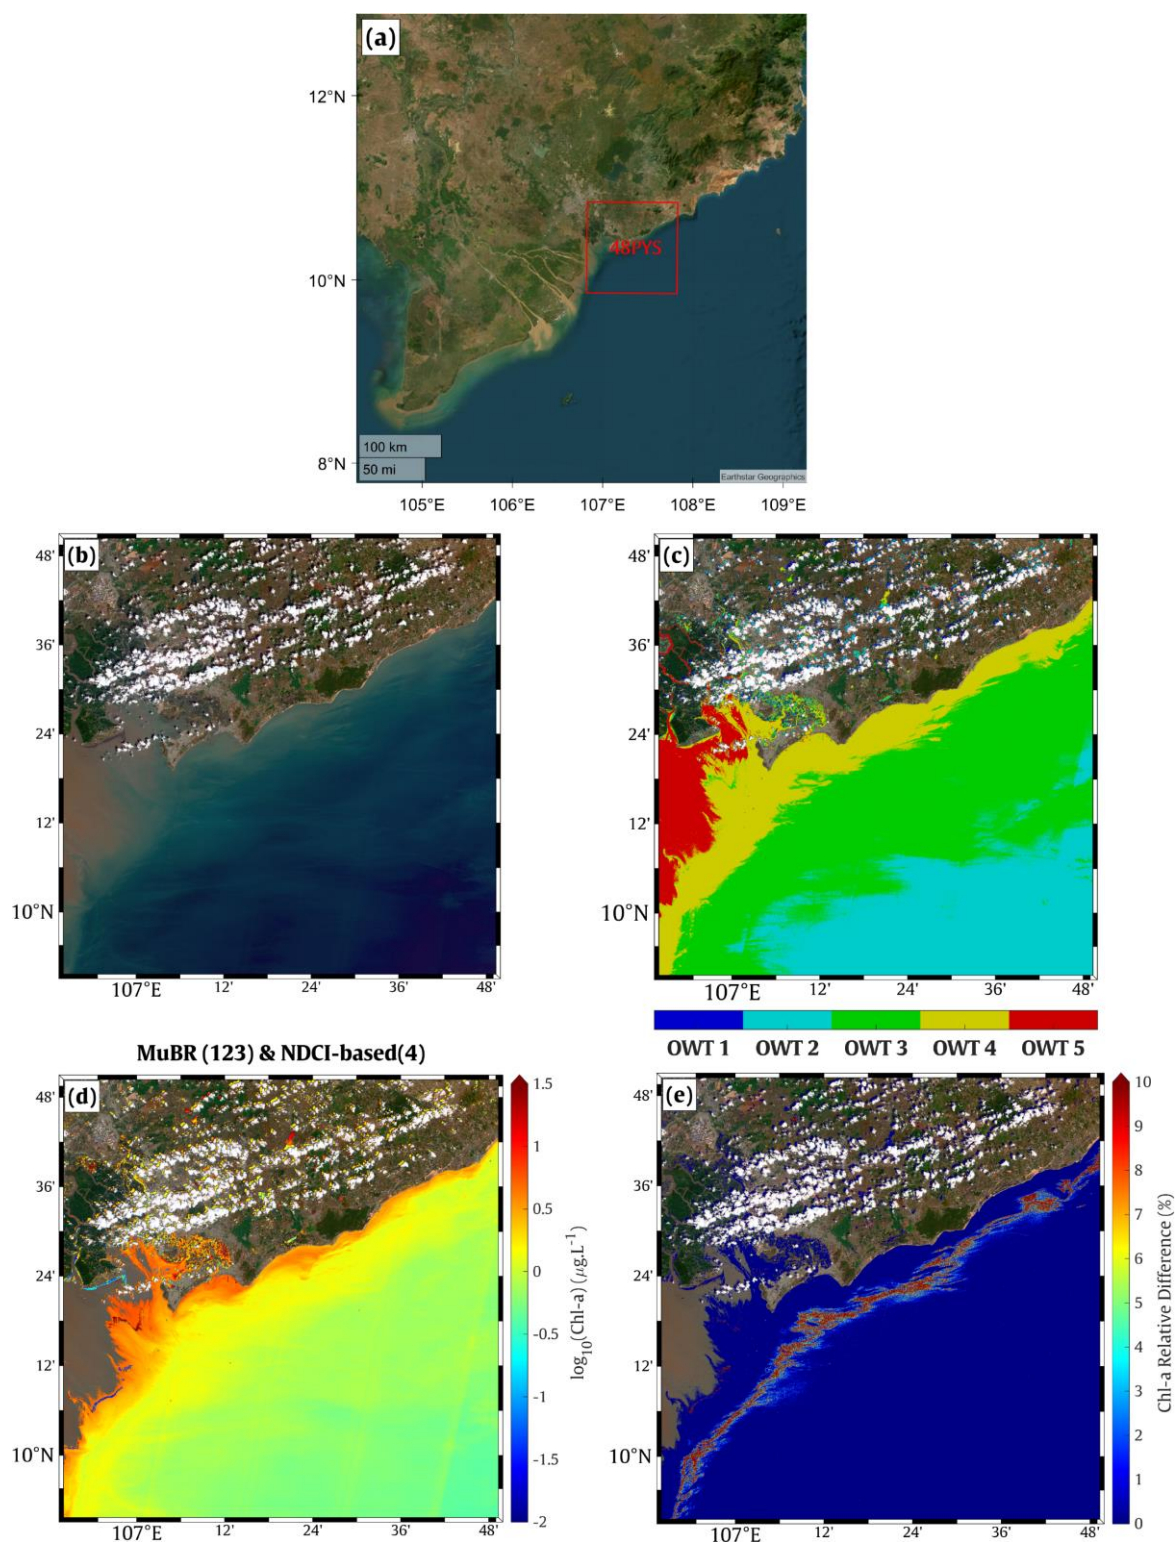 (a)
12°N
10°N
8°N
48PYS
100 km
50 mi
Earthstar Geographics
105°E 106°E 107°E 108°E 109°E
(b)
48'
36'
24'
12'
10°N
107°E 12' 24' 36' 48'
(c)
48'
36'
24'
12'
10°N
107°E 12' 24' 36' 48'
OWT 1 OWT 2 OWT 3 OWT 4 OWT 5
MuBR (123) & NDCI-based(4)
(d)
48'
36'
24'
12'
10°N
107°E 12' 24' 36' 48'
1.5
1
0.5
0
-0.5
-1
-1.5
-2
log10(Chl-a) (μg.L-1)
(e)
48'
36'
24'
12'
10°N
107°E 12' 24' 36' 48'
10
9
8
7
6
5
4
3
2
1
0
Chl-a Relative Difference (%)